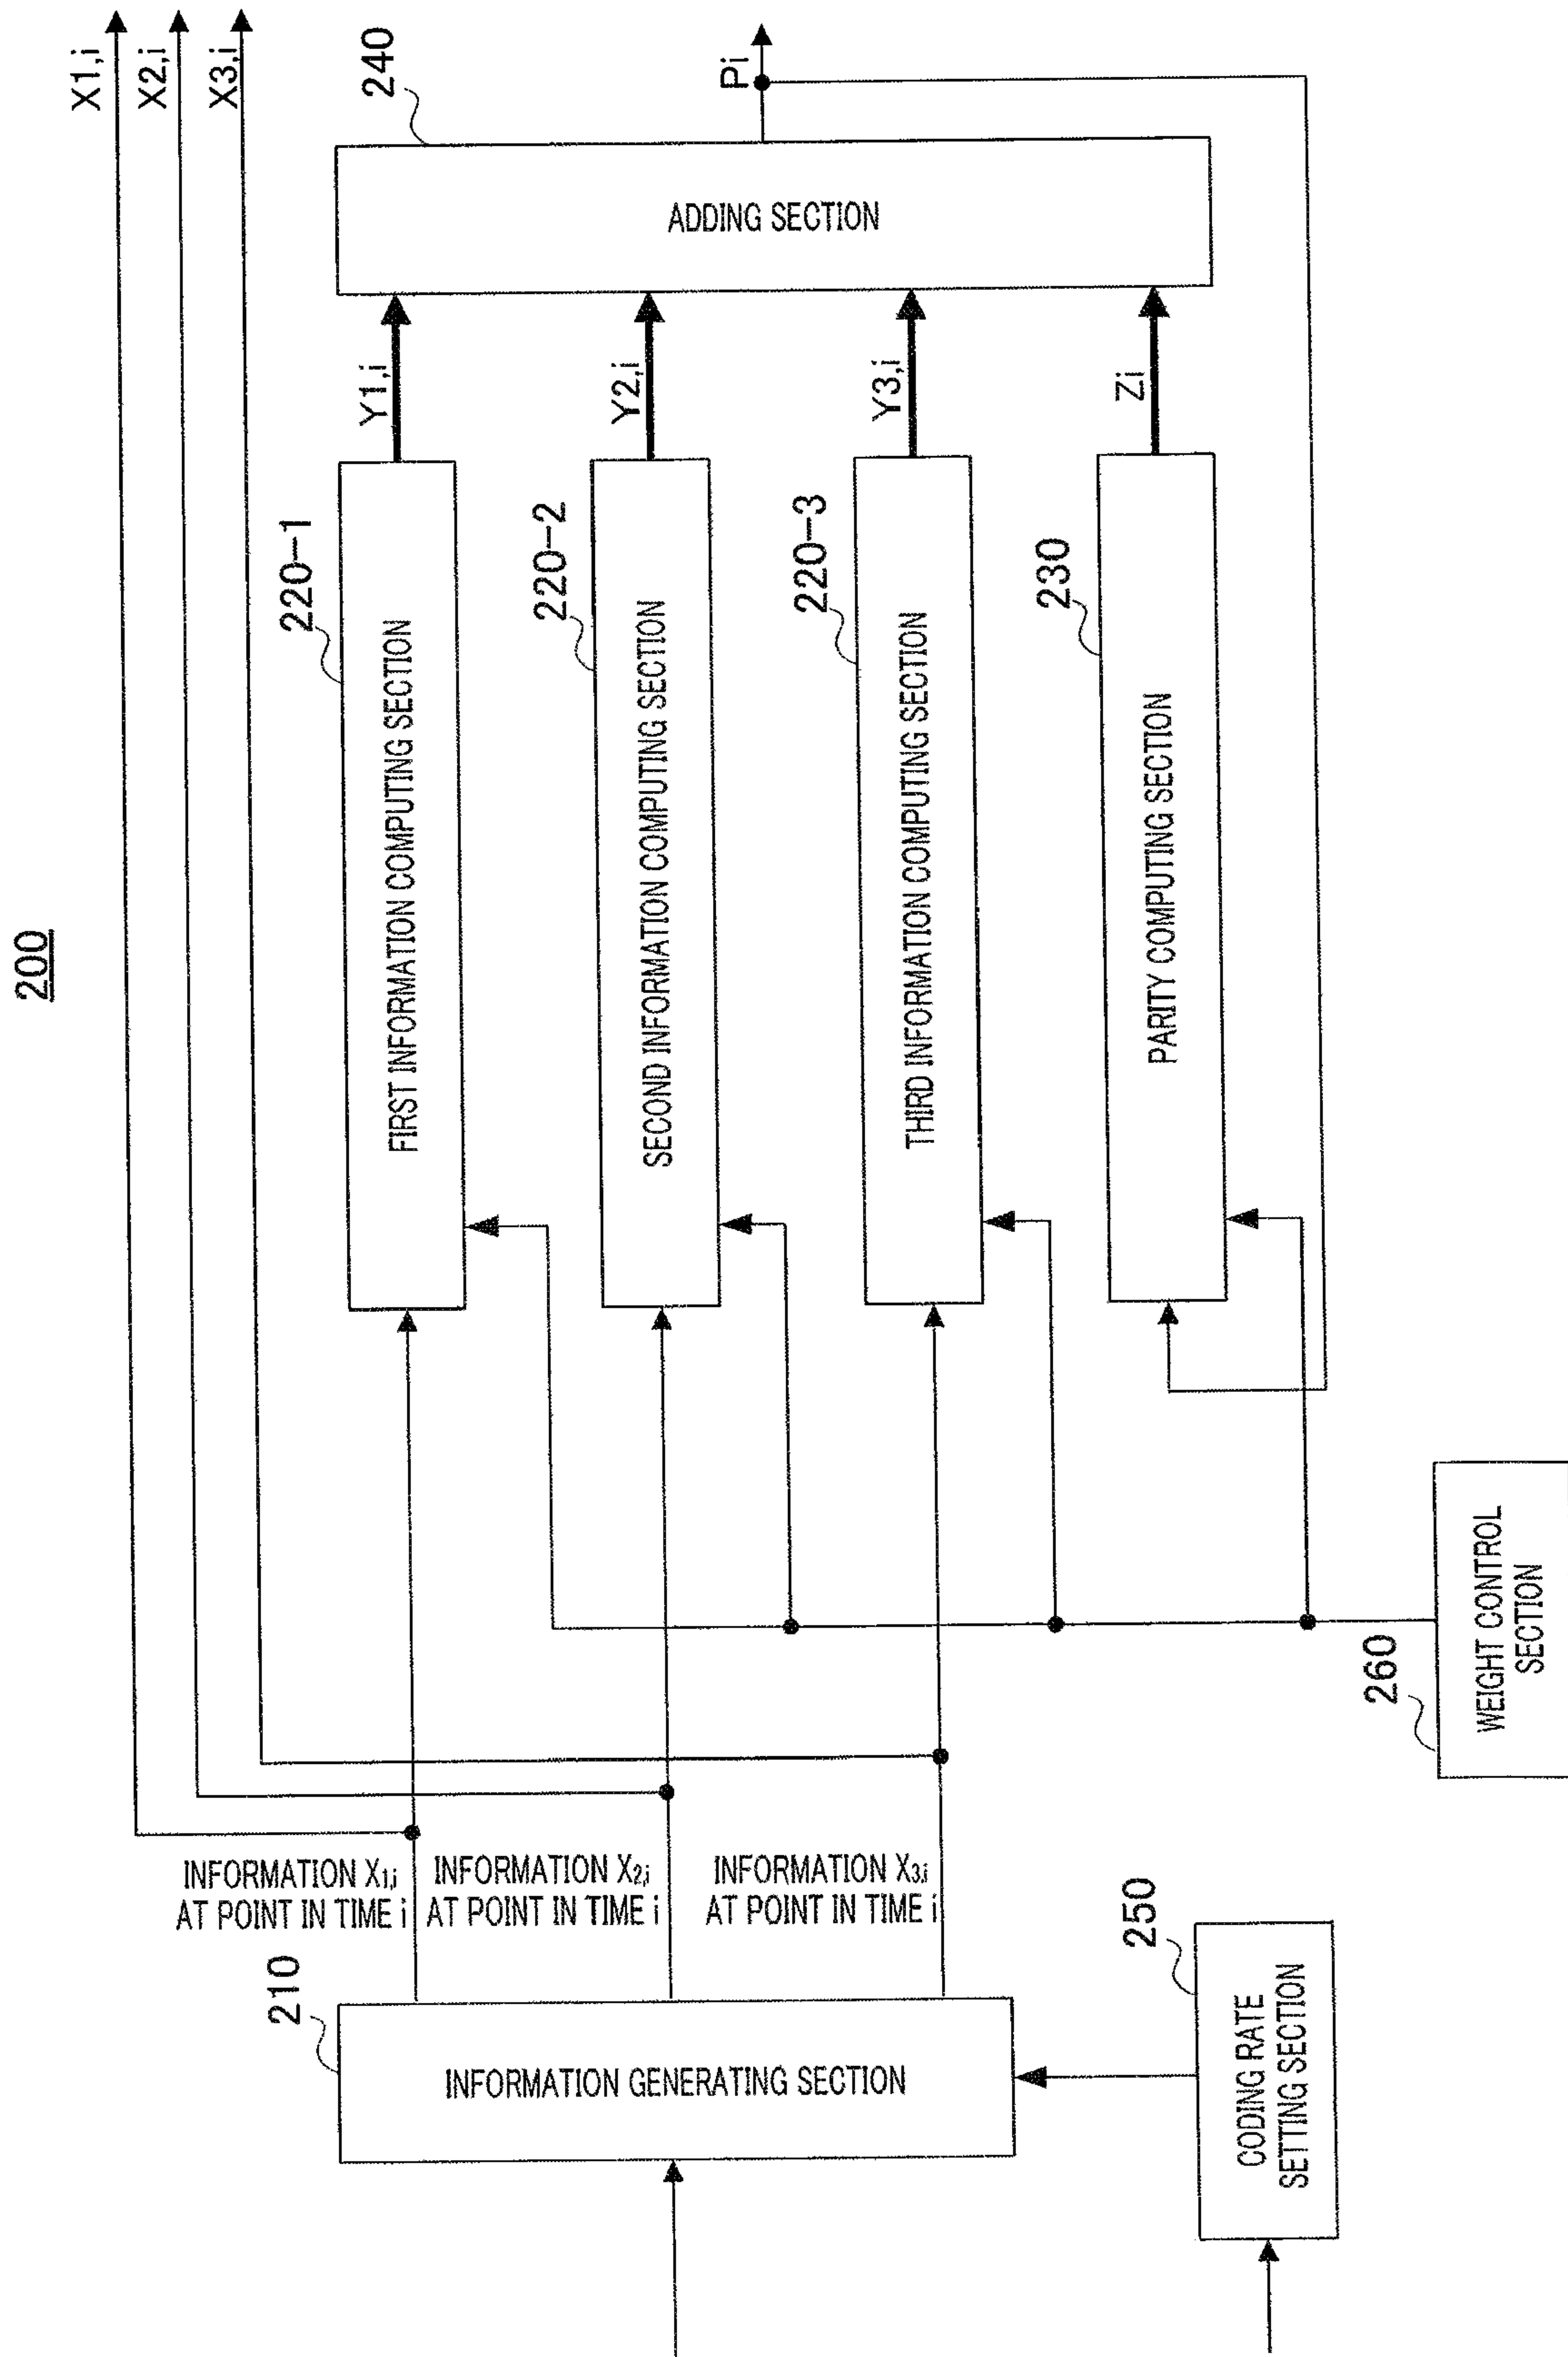 200
X1,i
X2,i
X3,i
210
INFORMATION GENERATING SECTION
INFORMATION X1,i
AT POINT IN TIME i
INFORMATION X2,i
AT POINT IN TIME i
INFORMATION X3,i
AT POINT IN TIME i
220-1
FIRST INFORMATION COMPUTING SECTION
Y1,i
220-2
SECOND INFORMATION COMPUTING SECTION
Y2,i
220-3
THIRD INFORMATION COMPUTING SECTION
Y3,i
230
PARITY COMPUTING SECTION
Zi
240
ADDING SECTION
Pi
250
CODING RATE
SETTING SECTION
260
WEIGHT CONTROL
SECTION